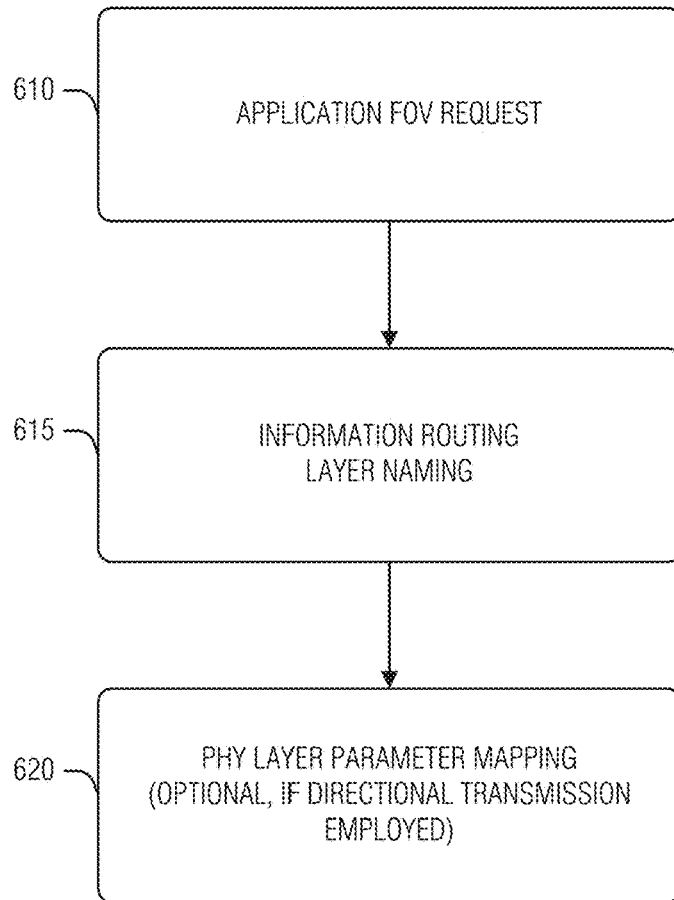 610
APPLICATION FOV REQUEST
615
INFORMATION ROUTING
LAYER NAMING
620
PHY LAYER PARAMETER MAPPING
(OPTIONAL, IF DIRECTIONAL TRANSMISSION
EMPLOYED)